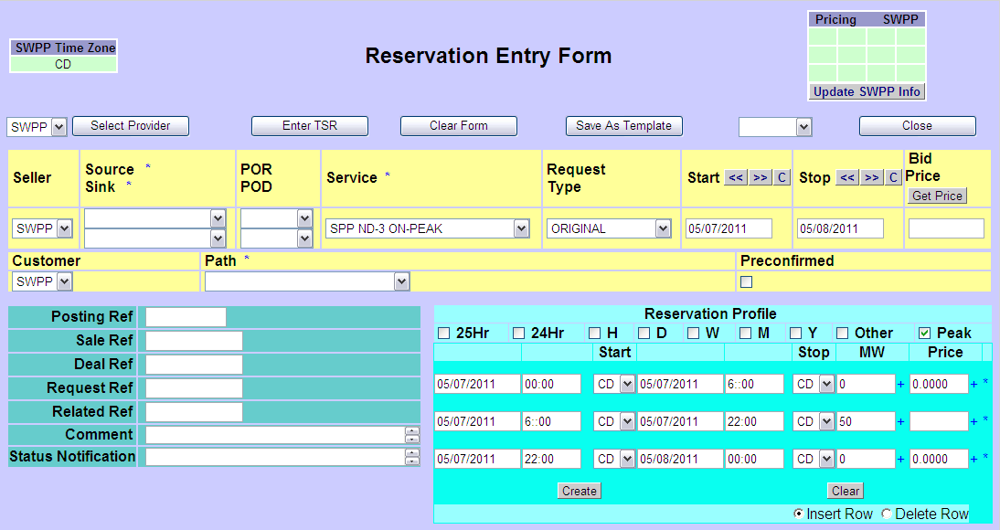 Pricing SWPP
SWPP Time Zone
CD
Reservation Entry Form
Update SWPP Info
SWPP Select Provider Enter TSR Clear Form Save As Template Close
Seller Source * Sink * POR POD Service * Request Type Start << >> C Stop << >> C Bid Price Get Price
SWPP SPP ND-3 ON-PEAK ORIGINAL 05/07/2011 05/08/2011
Customer Path * Preconfirmed
SWPP
Posting Ref
Sale Ref
Deal Ref
Request Ref
Related Ref
Comment
Status Notification
Reservation Profile
25Hr 24Hr H D W M Y Other Peak
Start Stop MW Price
05/07/2011 00:00 CD 05/07/2011 6::00 CD 0 + 0.0000 + *
05/07/2011 6::00 CD 05/07/2011 22:00 CD 50 + + *
05/07/2011 22:00 CD 05/08/2011 00:00 CD 0 + 0.0000 + *
Create Clear
Insert Row Delete Row